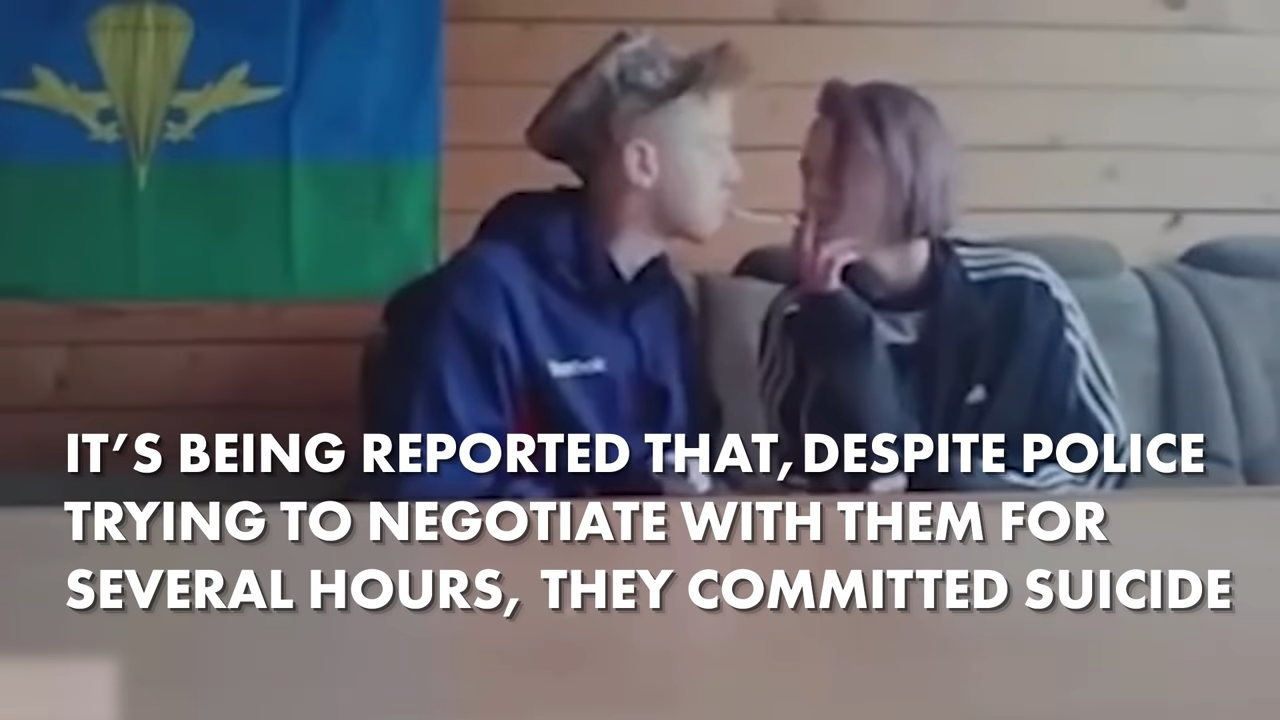 IT’S BEING REPORTED THAT, DESPITE POLICE
TRYING TO NEGOTIATE WITH THEM FOR
SEVERAL HOURS, THEY COMMITTED SUICIDE